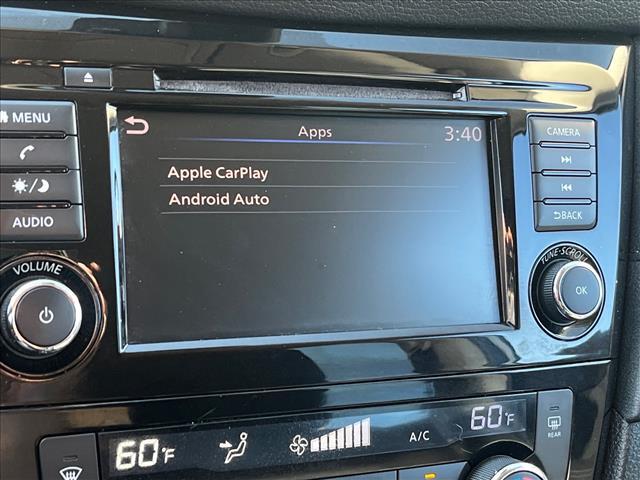 MENU
Apps
3:40
CAMERA
Apple CarPlay
Android Auto
BACK
AUDIO
VOLUME
TUNE·SCROLL
OK
60°F
A/C
60°F
REAR